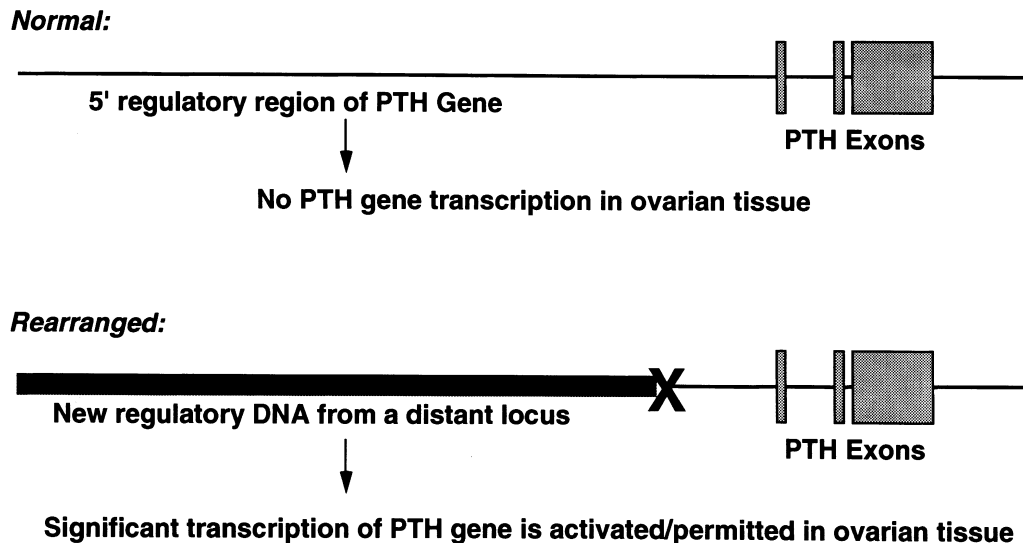 Normal:
5' regulatory region of PTH Gene
PTH Exons
No PTH gene transcription in ovarian tissue
Rearranged:
X
New regulatory DNA from a distant locus
PTH Exons
Significant transcription of PTH gene is activated/permitted in ovarian tissue